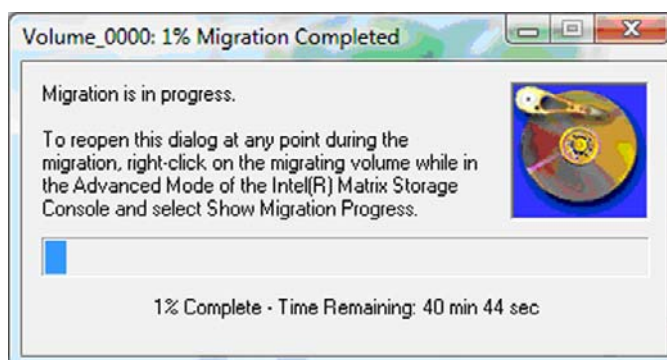 Volume_0000: 1% Migration Completed
Migration is in progress.
To reopen this dialog at any point during the
migration, right-click on the migrating volume while in
the Advanced Mode of the Intel(R) Matrix Storage
Console and select Show Migration Progress.
1% Complete - Time Remaining: 40 min 44 sec